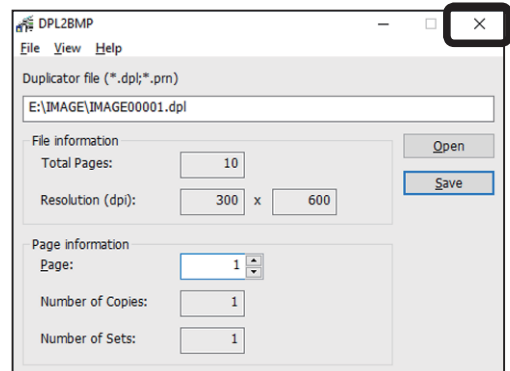 DPL2BMP
File View Help
Duplicator file (*.dpl;*.prn)
E:\IMAGE\IMAGE00001.dpl
File information
Open
Total Pages: 10
Save
Resolution (dpi): 300 x 600
Page information
Page: 1
Number of Copies: 1
Number of Sets: 1